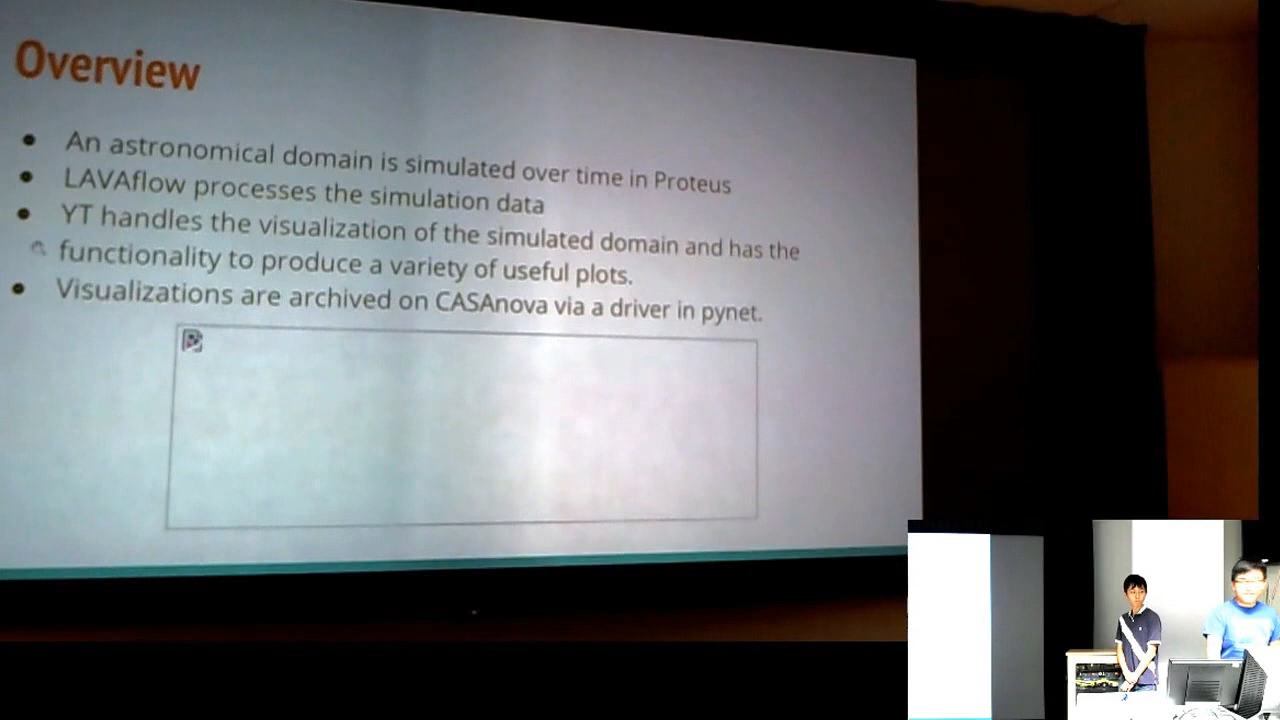 Overview
• An astronomical domain is simulated over time in Proteus
• LAVAflow processes the simulation data
• YT handles the visualization of the simulated domain and has the
functionality to produce a variety of useful plots.
• Visualizations are archived on CASAnova via a driver in pynet.